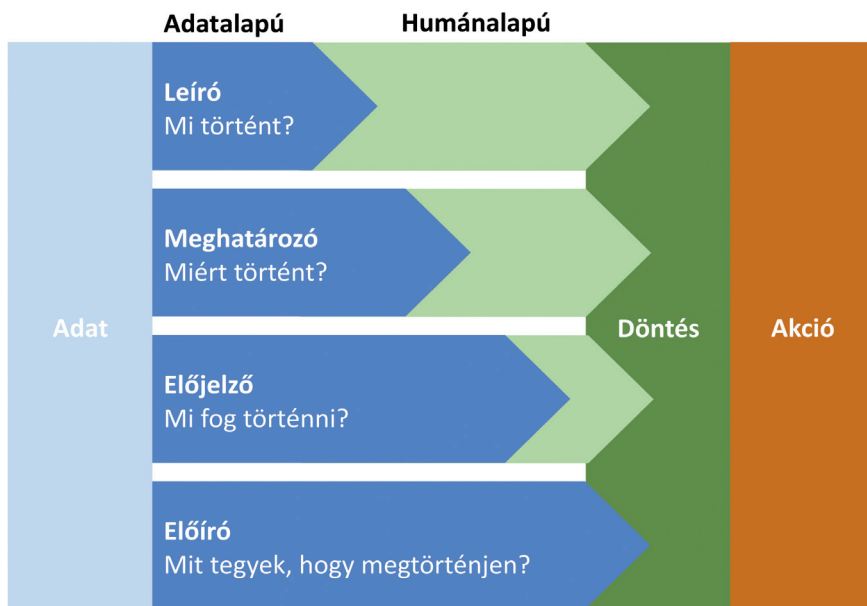 Adatalapú
Humánalapú
Leíró
Mi történt?
Meghatározó
Miért történt?
Adat
Döntés
Akció
Előjelző
Mi fog történni?
Előíró
Mit tegyek, hogy megtörténjen?